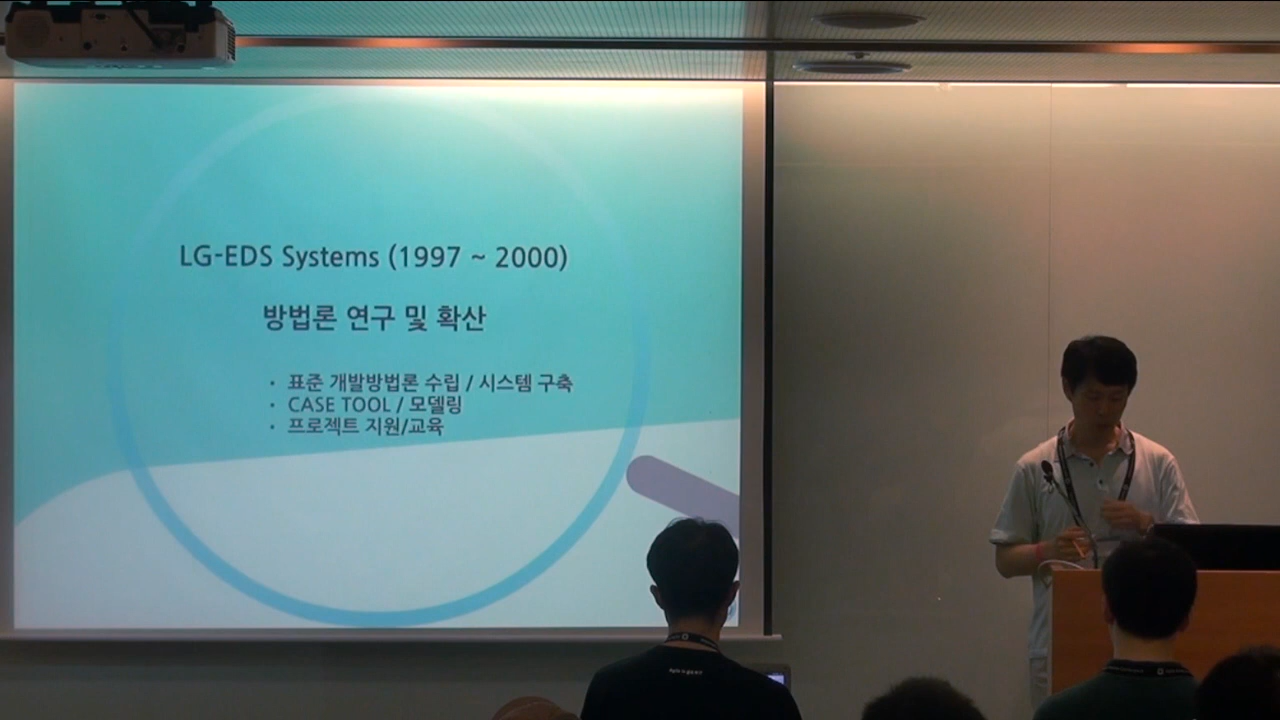 LG-EDS Systems (1997 ~ 2000)
방법론 연구 및 확산
· 표준 개발방법론 수립 / 시스템 구축
· CASE TOOL / 모델링
· 프로젝트 지원/교육